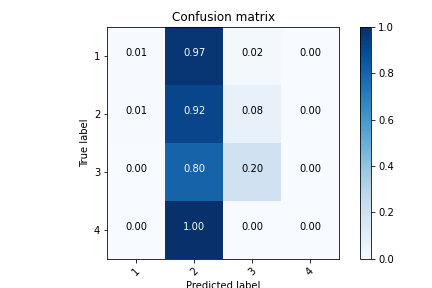 Confusion matrix
1.0
1 0.01 0.97 0.02 0.00
0.8
2 0.01 0.92 0.08 0.00
0.6
True label
0.4
3 0.00 0.80 0.20 0.00
0.2
4 0.00 1.00 0.00 0.00
0.0
1 2 3 4
Predicted label